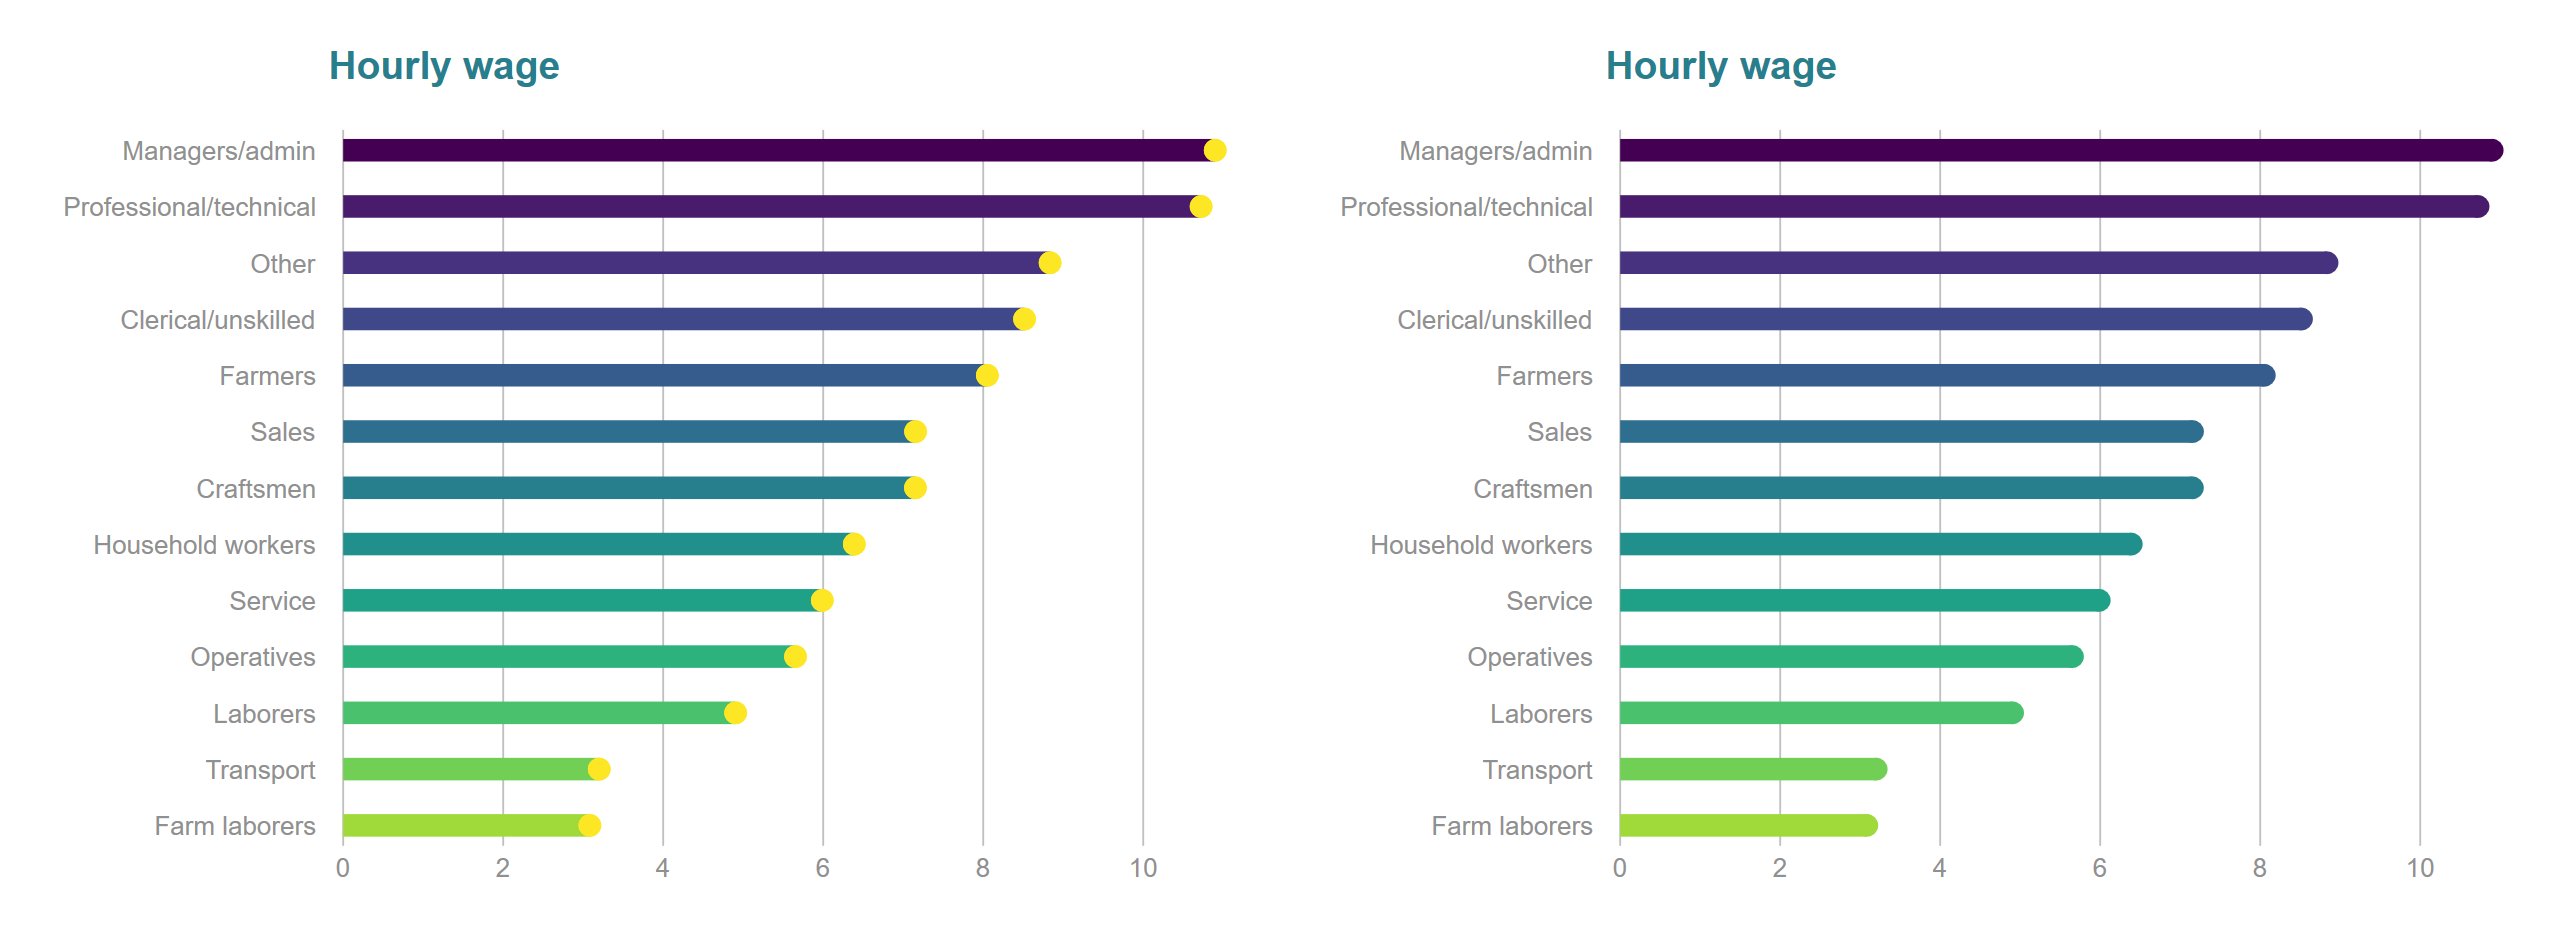 Hourly wage
Managers/admin
Professional/technical
Other
Clerical/unskilled
Farmers
Sales
Craftsmen
Household workers
Service
Operatives
Laborers
Transport
Farm laborers
0 2 4 6 8 10
Hourly wage
Managers/admin
Professional/technical
Other
Clerical/unskilled
Farmers
Sales
Craftsmen
Household workers
Service
Operatives
Laborers
Transport
Farm laborers
0 2 4 6 8 10